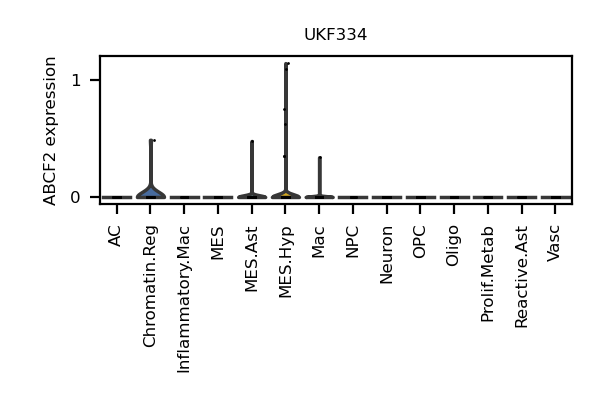 UKF334
ABCF2 expression
1
0
AC
Chromatin.Reg
Inflammatory.Mac
MES
MES.Ast
MES.Hyp
Mac
NPC
Neuron
OPC
Oligo
Prolif.Metab
Reactive.Ast
Vasc